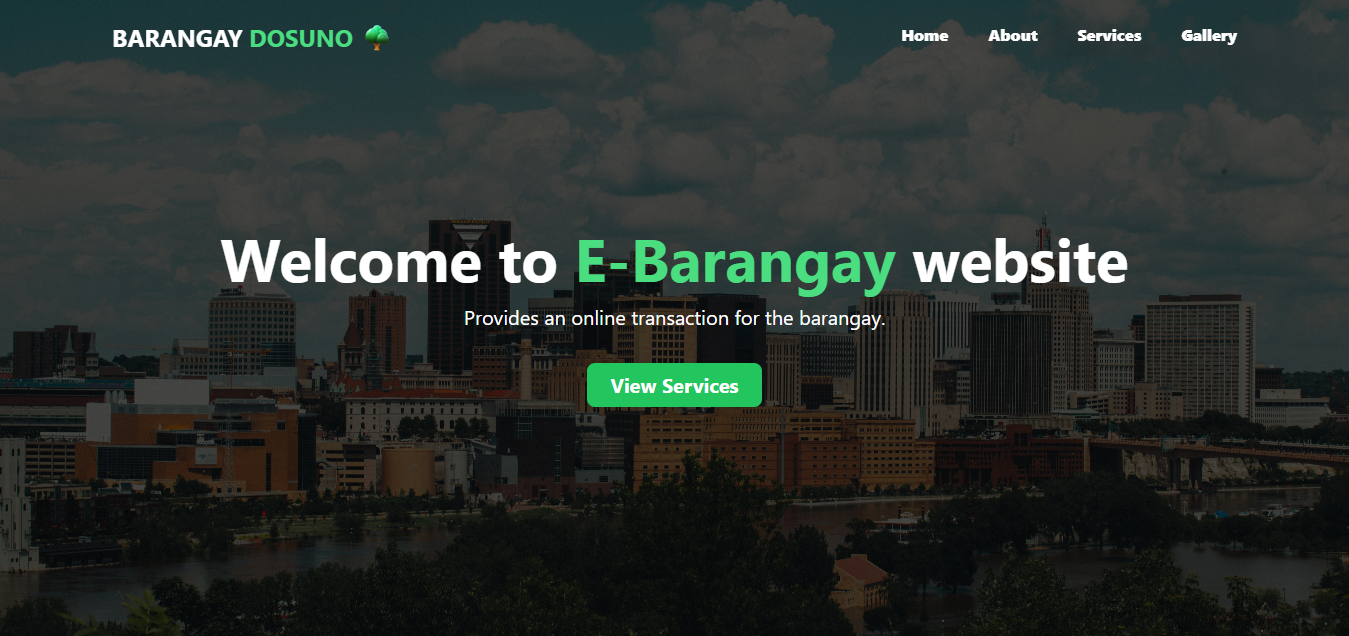 BARANGAY DOSUNO
Home About Services Gallery
Welcome to E-Barangay website
Provides an online transaction for the barangay.
View Services